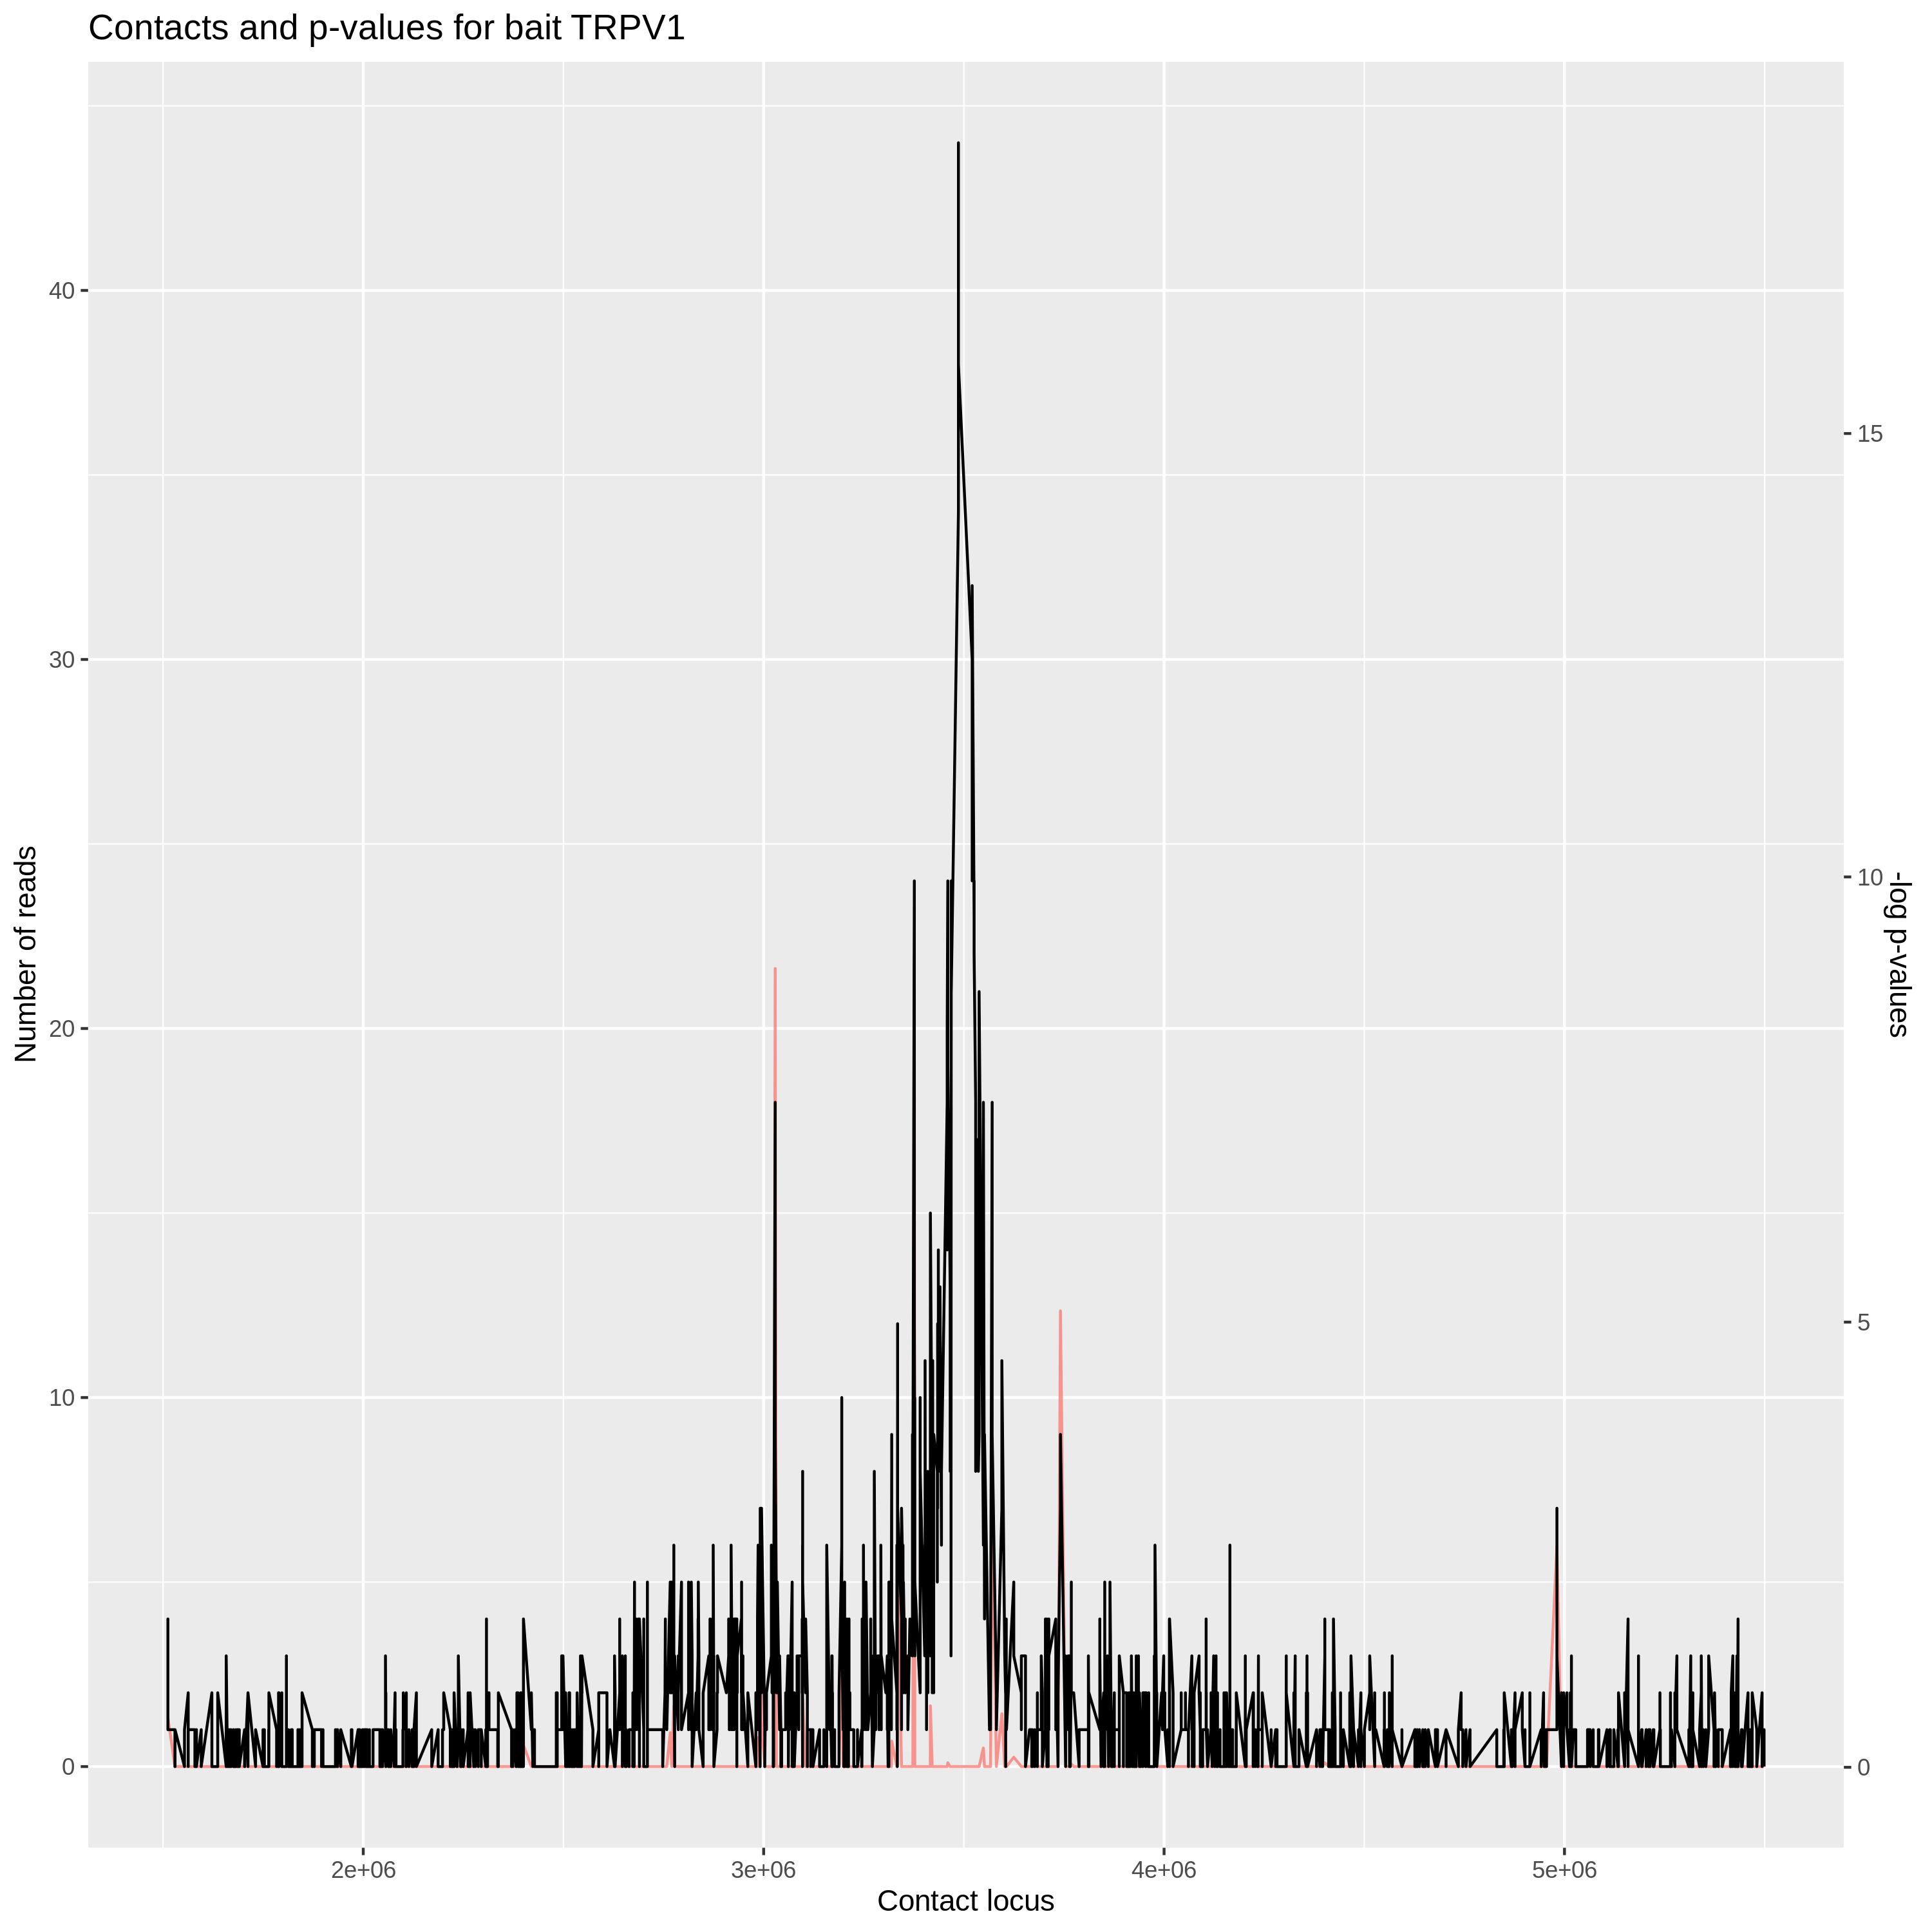 Contacts and p-values for bait TRPV1
Number of reads
40
30
20
10
0
15
10
5
0
-log p-values
2e+06
3e+06
4e+06
5e+06
Contact locus